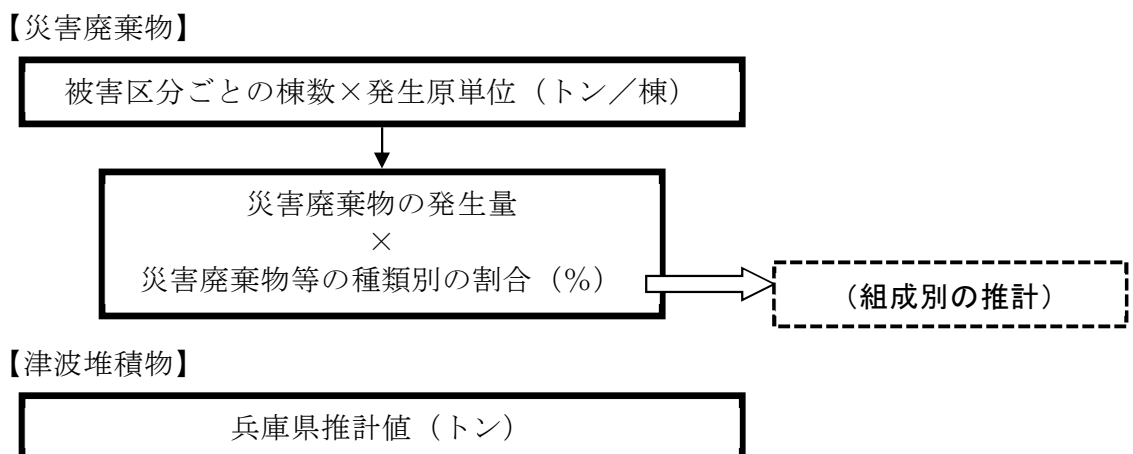 【災害廃棄物】
被害区分ごとの棟数×発生原単位（トン／棟）
災害廃棄物の発生量
×
災害廃棄物等の種類別の割合（%）
（組成別の推計）
【津波堆積物】
兵庫県推計値（トン）